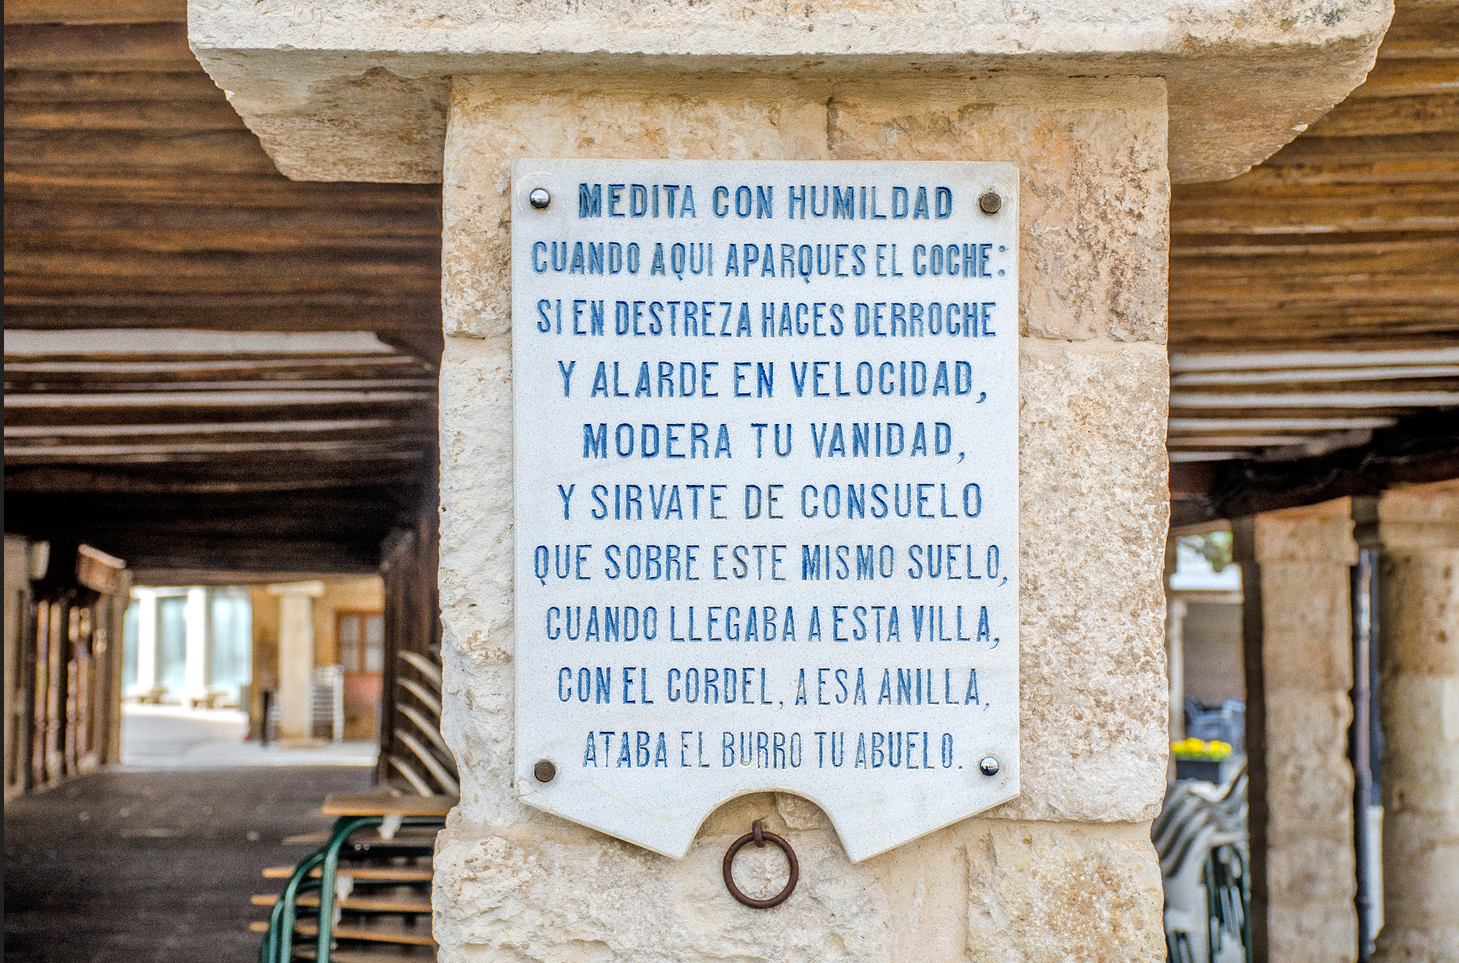 MEDITA CON HUMILDAD
CUANDO AQUI APARQUES EL COCHE:
SI EN DESTREZA HACES DERROCHE
Y ALARDE EN VELOCIDAD,
MODERA TU VANIDAD,
Y SIRVATE DE CONSUELO
QUE SOBRE ESTE MISMO SUELO,
CUANDO LLEGABA A ESTA VILLA,
CON EL CORDEL, A ESA ANILLA,
ATABA EL BURRO TU ABUELO.